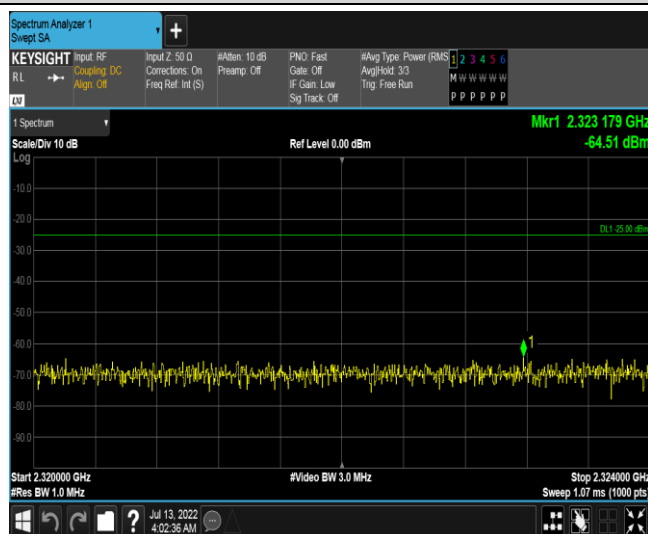 Spectrum Analyzer 1
Swept SA
KEYSIGHT
RL
LXI
Input: RF
Coupling: DC
Align: Off
Input Z: 50 Ω
Corrections: On
Freq Ref: Int (S)
#Atten: 10 dB
Preamp: Off
PNO: Fast
Gate: Off
IF Gain: Low
Sig Track: Off
#Avg Type: Power (RMS
Avg|Hold: 3/3
Trig: Free Run
1 2 3 4 5 6
M W W W W W
P P P P P P
1 Spectrum
Mkr1 2.323 179 GHz
Scale/Div 10 dB
Ref Level 0.00 dBm
-64.51 dBm
Log
-10.0
-20.0
DL1 -25.00 dBm
-30.0
-40.0
-50.0
-60.0
1
-70.0
-80.0
-90.0
Start 2.320000 GHz
#Video BW 3.0 MHz
Stop 2.324000 GHz
#Res BW 1.0 MHz
Sweep 1.07 ms (1000 pts)
?
Jul 13, 2022
4:02:36 AM